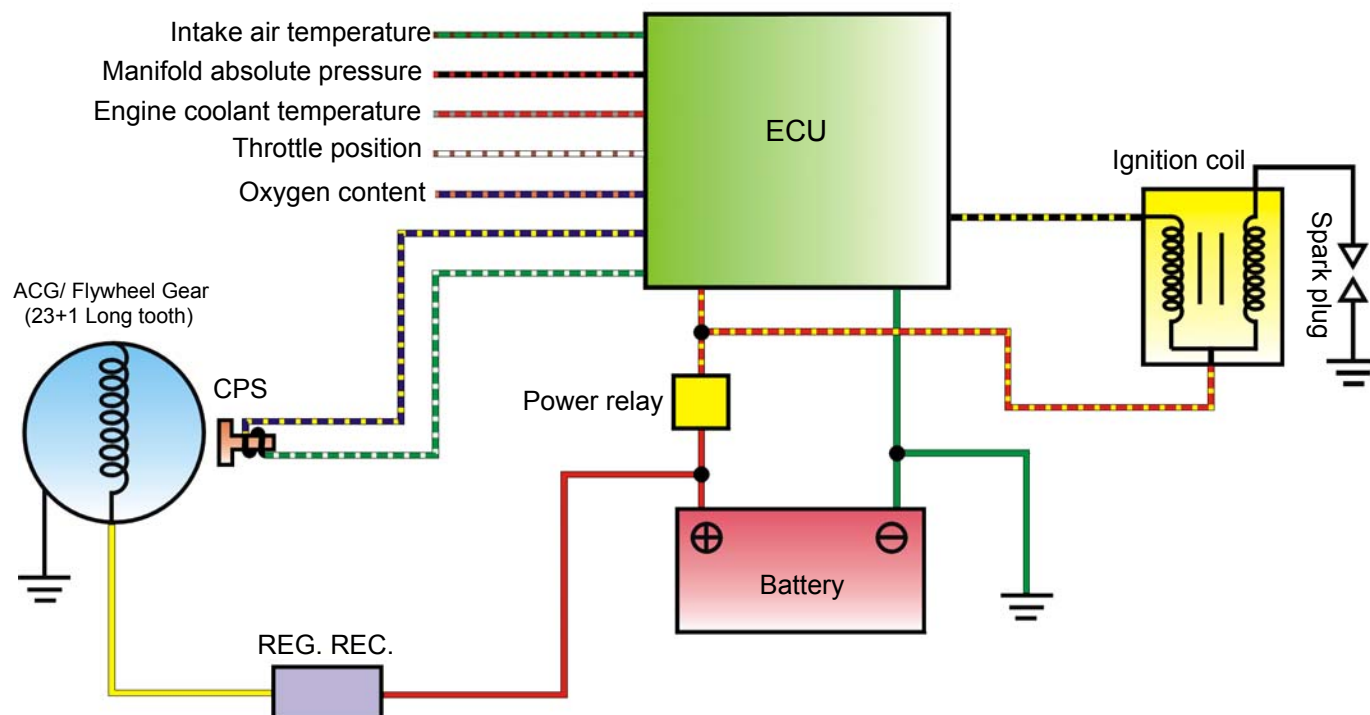 Intake air temperature
Manifold absolute pressure
Engine coolant temperature
Throttle position
Oxygen content
ECU
Ignition coil
Spark plug
ACG/ Flywheel Gear
(23+1 Long tooth)
CPS
Power relay
Battery
REG. REC.